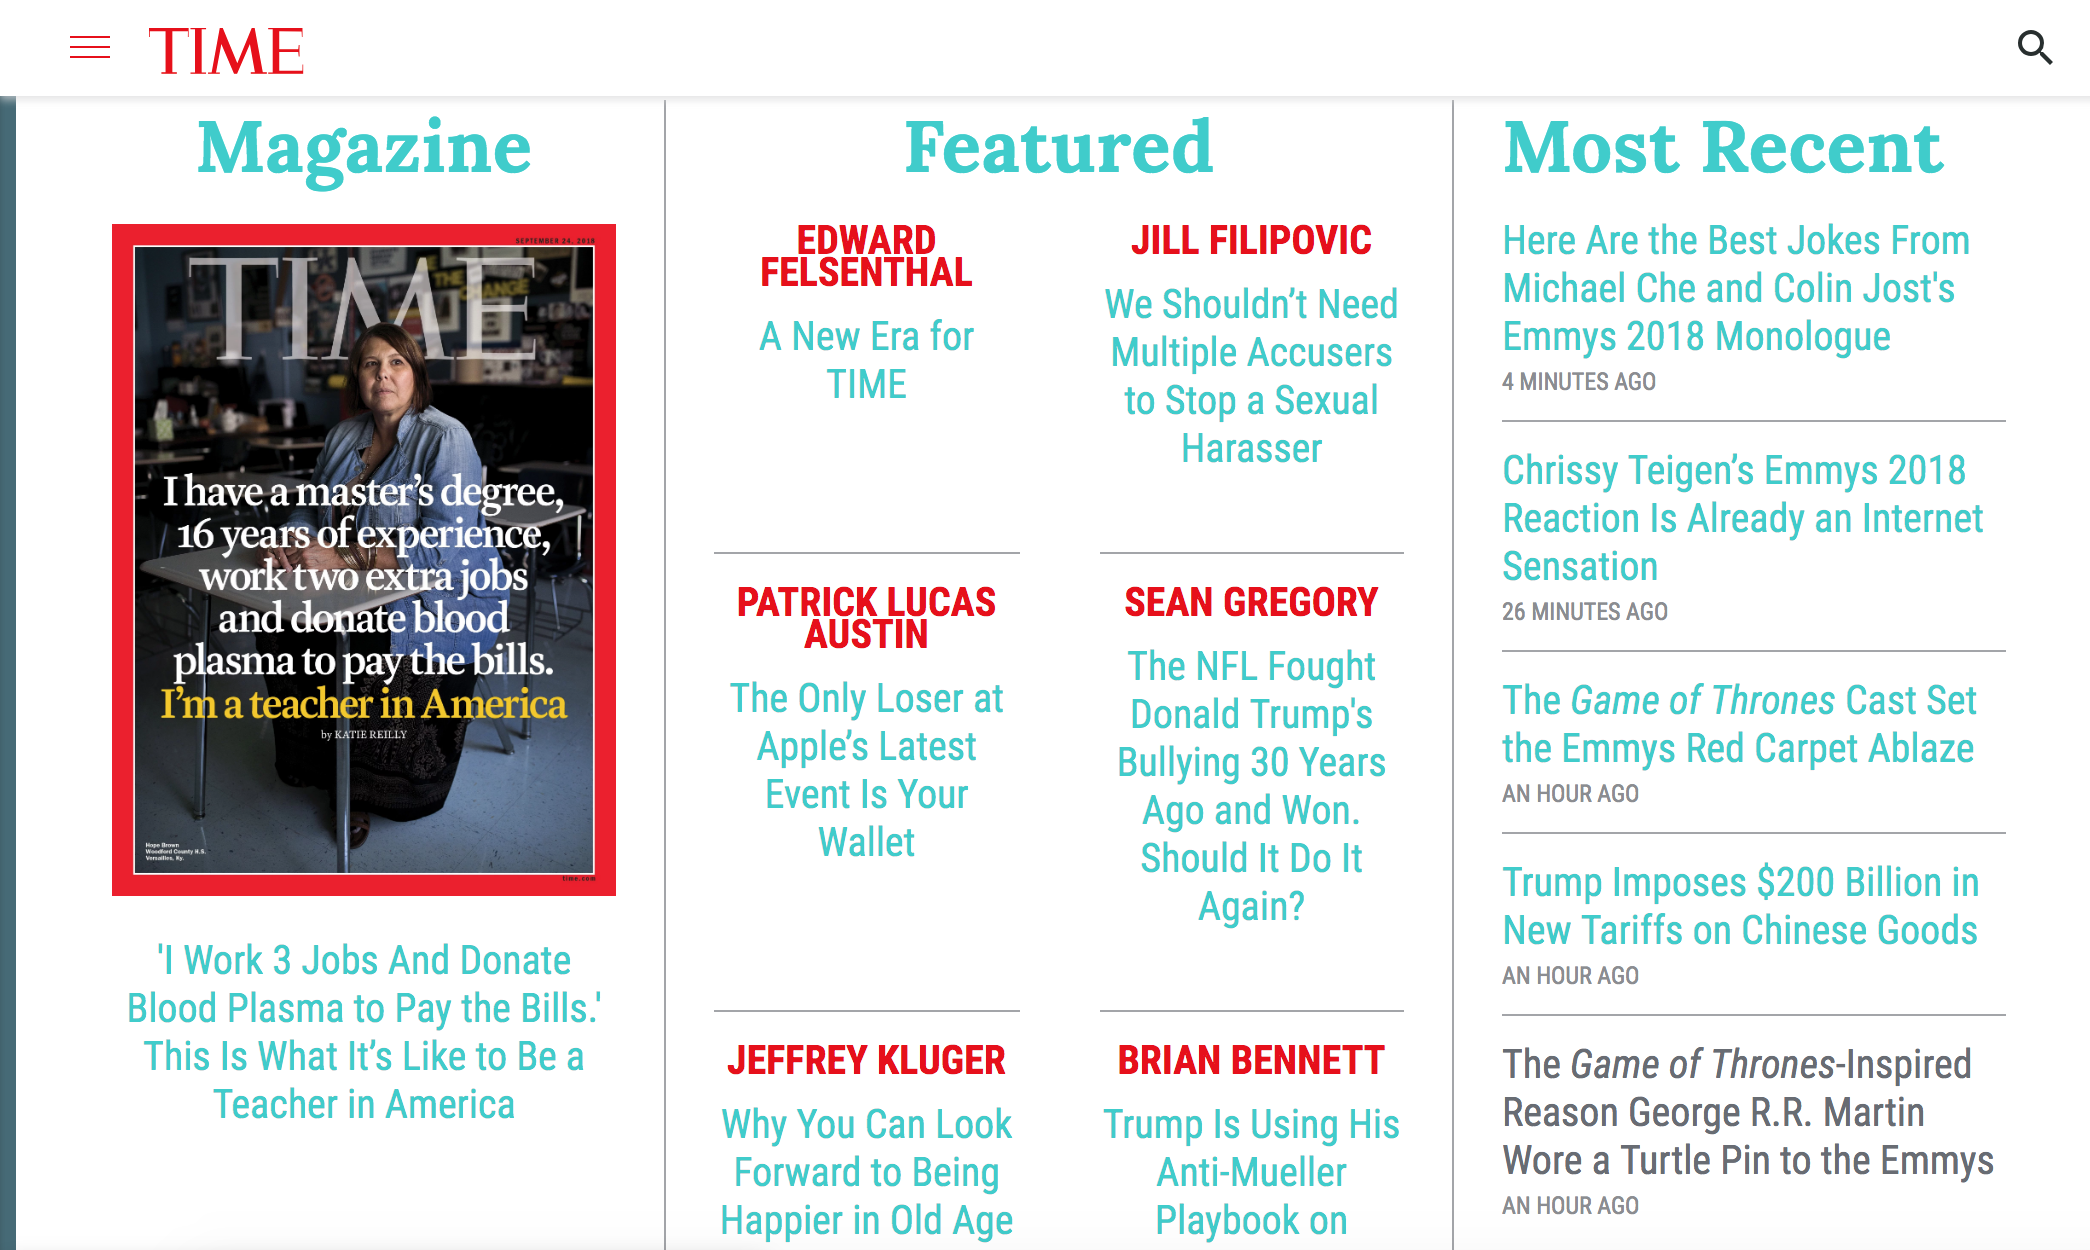 TIME
Magazine
SEPTEMBER 24, 2018
TIME
THE
CHANGE
I have a master's degree,
16 years of experience,
work two extra jobs
and donate blood
plasma to pay the bills.
I'm a teacher in America
by KATIE REILLY
Hope Brown
Woodford County H.S.
Versailles, Ky.
time.com
'I Work 3 Jobs And Donate
Blood Plasma to Pay the Bills.'
This Is What It’s Like to Be a
Teacher in America
Featured
EDWARD
FELSENTHAL
A New Era for
TIME
JILL FILIPOVIC
We Shouldn’t Need
Multiple Accusers
to Stop a Sexual
Harasser
PATRICK LUCAS
AUSTIN
The Only Loser at
Apple’s Latest
Event Is Your
Wallet
SEAN GREGORY
The NFL Fought
Donald Trump's
Bullying 30 Years
Ago and Won.
Should It Do It
Again?
JEFFREY KLUGER
Why You Can Look
Forward to Being
Happier in Old Age
BRIAN BENNETT
Trump Is Using His
Anti-Mueller
Playbook on
Most Recent
Here Are the Best Jokes From
Michael Che and Colin Jost's
Emmys 2018 Monologue
4 MINUTES AGO
Chrissy Teigen’s Emmys 2018
Reaction Is Already an Internet
Sensation
26 MINUTES AGO
The Game of Thrones Cast Set
the Emmys Red Carpet Ablaze
AN HOUR AGO
Trump Imposes $200 Billion in
New Tariffs on Chinese Goods
AN HOUR AGO
The Game of Thrones-Inspired
Reason George R.R. Martin
Wore a Turtle Pin to the Emmys
AN HOUR AGO